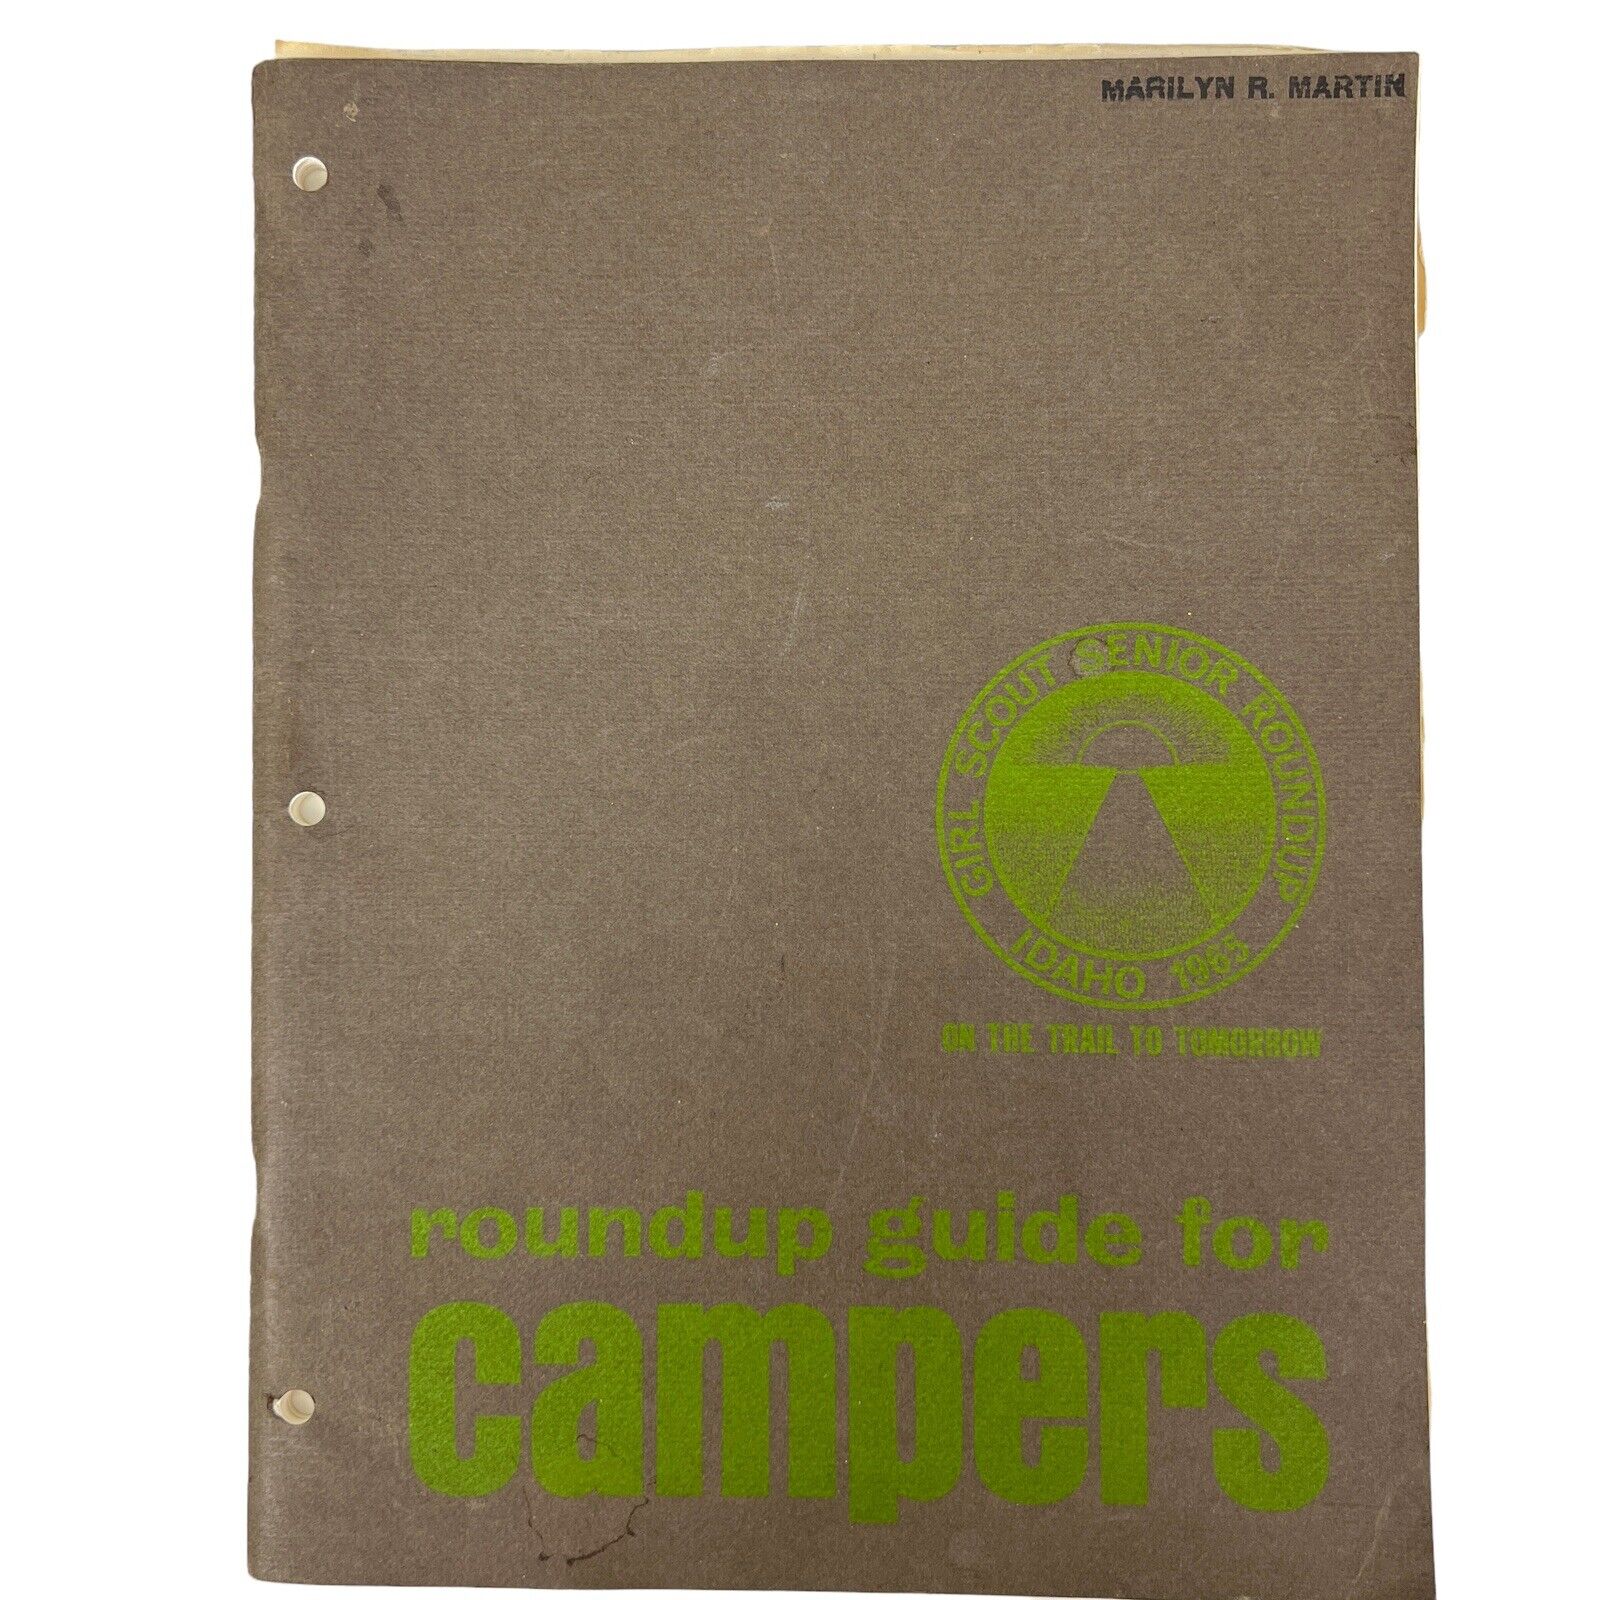 MARILYN R. MARTIN
GIRL SCOUT SENIOR ROUNDUP
IDAHO 1965
ON THE TRAIL TO TOMORROW
roundup guide for
campers